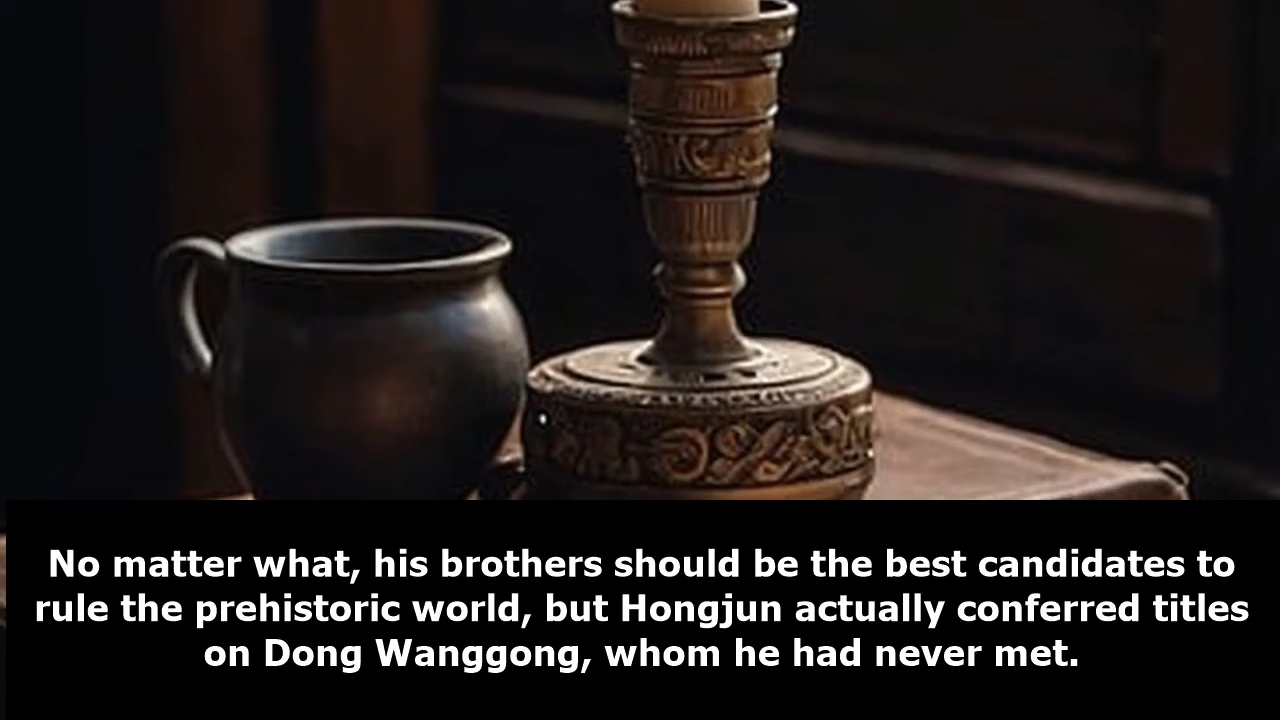 No matter what, his brothers should be the best candidates to
rule the prehistoric world, but Hongjun actually conferred titles
on Dong Wanggong, whom he had never met.